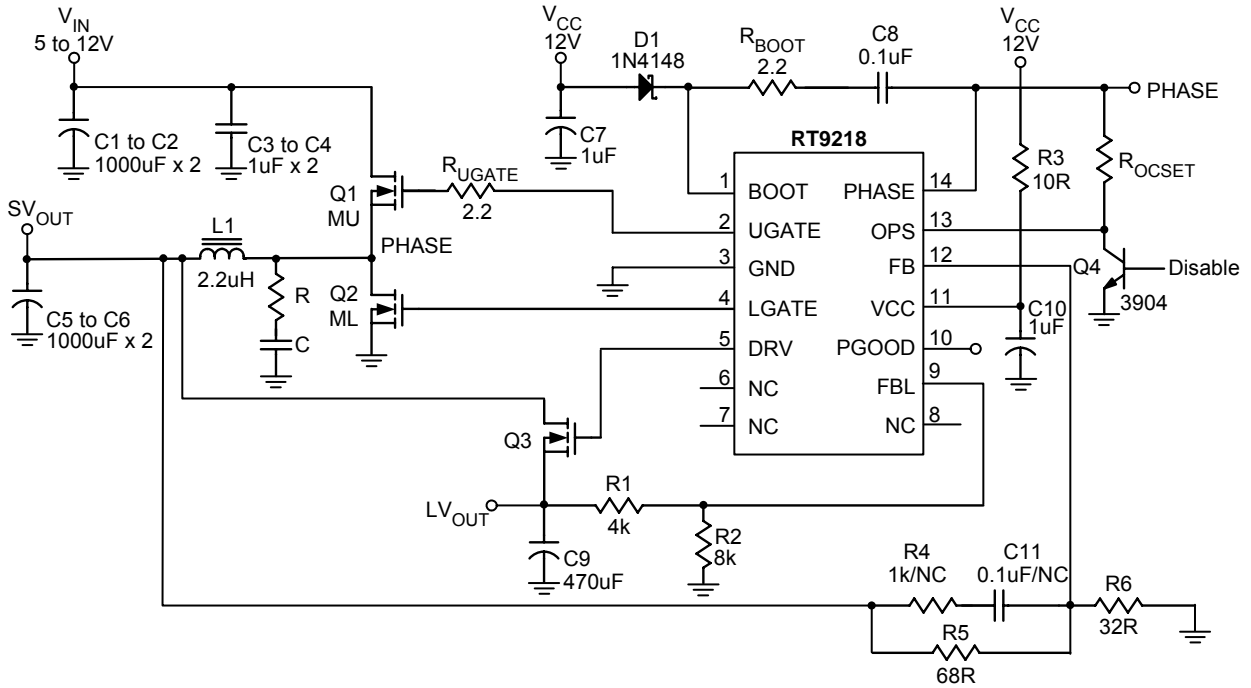 VIN
5 to 12V
C1 to C2
1000uF x 2
C3 to C4
1uF x 2
VCC
12V
D1
1N4148
RBOOT
2.2
C8
0.1uF
VCC
12V
PHASE
C7
1uF
RT9218
R3
10R
ROCSET
RUGATE
2.2
Q1
MU
1
BOOT
PHASE
14
2
UGATE
OPS
13
3
GND
FB
12
4
LGATE
VCC
11
5
DRV
PGOOD
10
6
NC
FBL
9
7
NC
NC
8
Q4
Disable
3904
C10
1uF
SVOUT
L1
2.2uH
PHASE
R
C
Q2
ML
C5 to C6
1000uF x 2
Q3
LVOUT
R1
4k
R2
8k
C9
470uF
R4
1k/NC
C11
0.1uF/NC
R6
32R
R5
68R